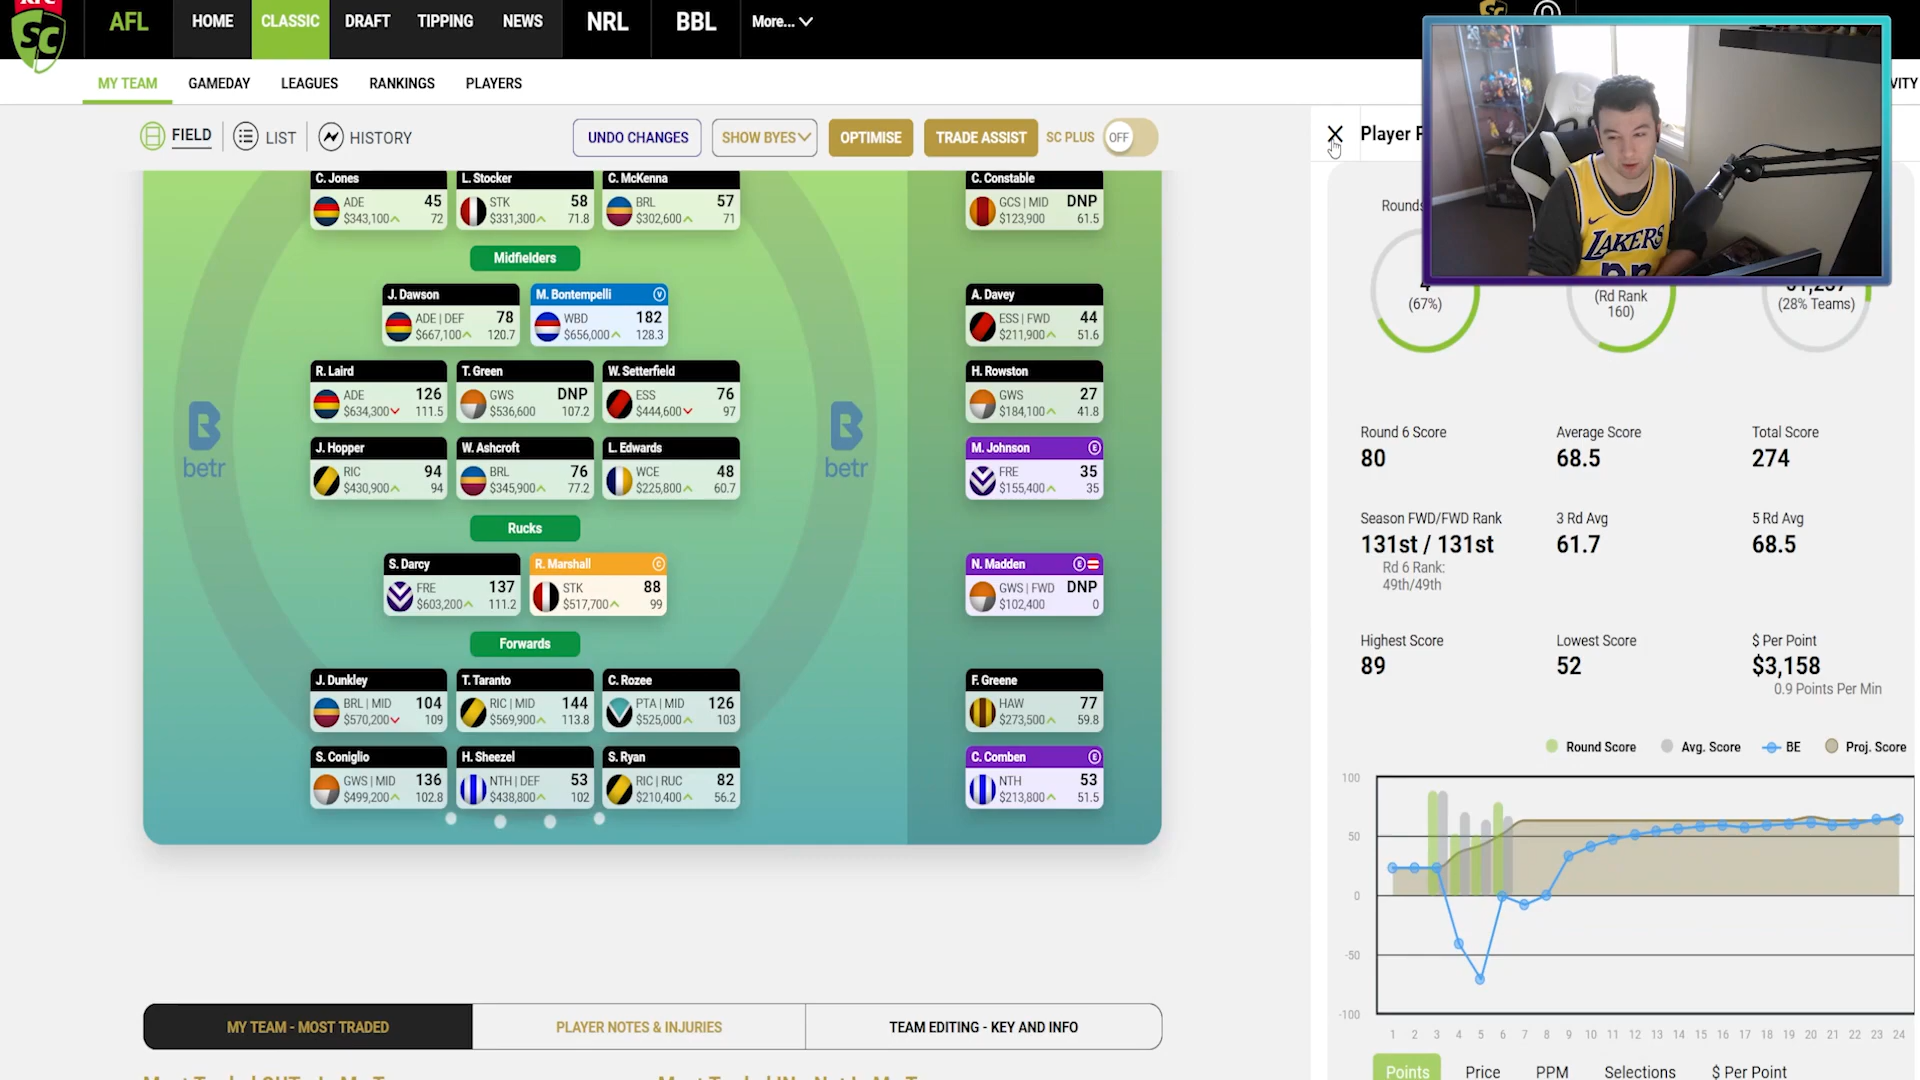 KFC
SC
AFL
HOME
CLASSIC
DRAFT
TIPPING
NEWS
NRL
BBL
More...
MY TEAM
GAMEDAY
LEAGUES
RANKINGS
PLAYERS
VITY
FIELD
LIST
HISTORY
UNDO CHANGES
SHOW BYES
OPTIMISE
TRADE ASSIST
SC PLUS
OFF
C. Jones
ADE 45
$343,100 72
L. Stocker
STK 58
$331,300 71.8
C. McKenna
BRL 57
$302,600 71
C. Constable
GCS | MID DNP
$123,900 61.5
Midfielders
J. Dawson
ADE | DEF 78
$667,100 120.7
M. Bontempelli V
WBD 182
$656,000 128.3
A. Davey
ESS | FWD 44
$211,900 51.6
R. Laird
ADE 126
$634,300 111.5
T. Green
GWS DNP
$536,600 107.2
W. Setterfield
ESS 76
$444,600 97
H. Rowston
GWS 27
$184,100 41.8
J. Hopper
RIC 94
$430,900 94
W. Ashcroft
BRL 76
$345,900 77.2
L. Edwards
WCE 48
$225,800 60.7
M. Johnson E
FRE 35
$155,400 35
B
betr
B
betr
Rucks
S. Darcy
FRE 137
$603,200 111.2
R. Marshall C
STK 88
$517,700 99
N. Madden E
GWS | FWD DNP
$102,400 0
Forwards
J. Dunkley
BRL | MID 104
$570,200 109
T. Taranto
RIC | MID 144
$569,900 113.8
C. Rozee
PTA | MID 126
$525,000 103
F. Greene
HAW 77
$273,500 59.8
S. Coniglio
GWS | MID 136
$499,200 102.8
H. Sheezel
NTH | DEF 53
$438,800 102
S. Ryan
RIC | RUC 82
$210,400 56.2
C. Comben E
NTH 53
$213,800 51.5
MY TEAM - MOST TRADED
PLAYER NOTES & INJURIES
TEAM EDITING - KEY AND INFO
Player
LAKERS
Rounds
(67%)
(Rd Rank
160)
(28% Teams)
Round 6 Score
80
Average Score
68.5
Total Score
274
Season FWD/FWD Rank
131st / 131st
Rd 6 Rank:
49th/49th
3 Rd Avg
61.7
5 Rd Avg
68.5
Highest Score
89
Lowest Score
52
$ Per Point
$3,158
0.9 Points Per Min
Round Score
Avg. Score
BE
Proj. Score
100
50
0
-50
-100
1 2 3 4 5 6 7 8 9 10 11 12 13 14 15 16 17 18 19 20 21 22 23 24
Points
Price
PPM
Selections
$ Per Point